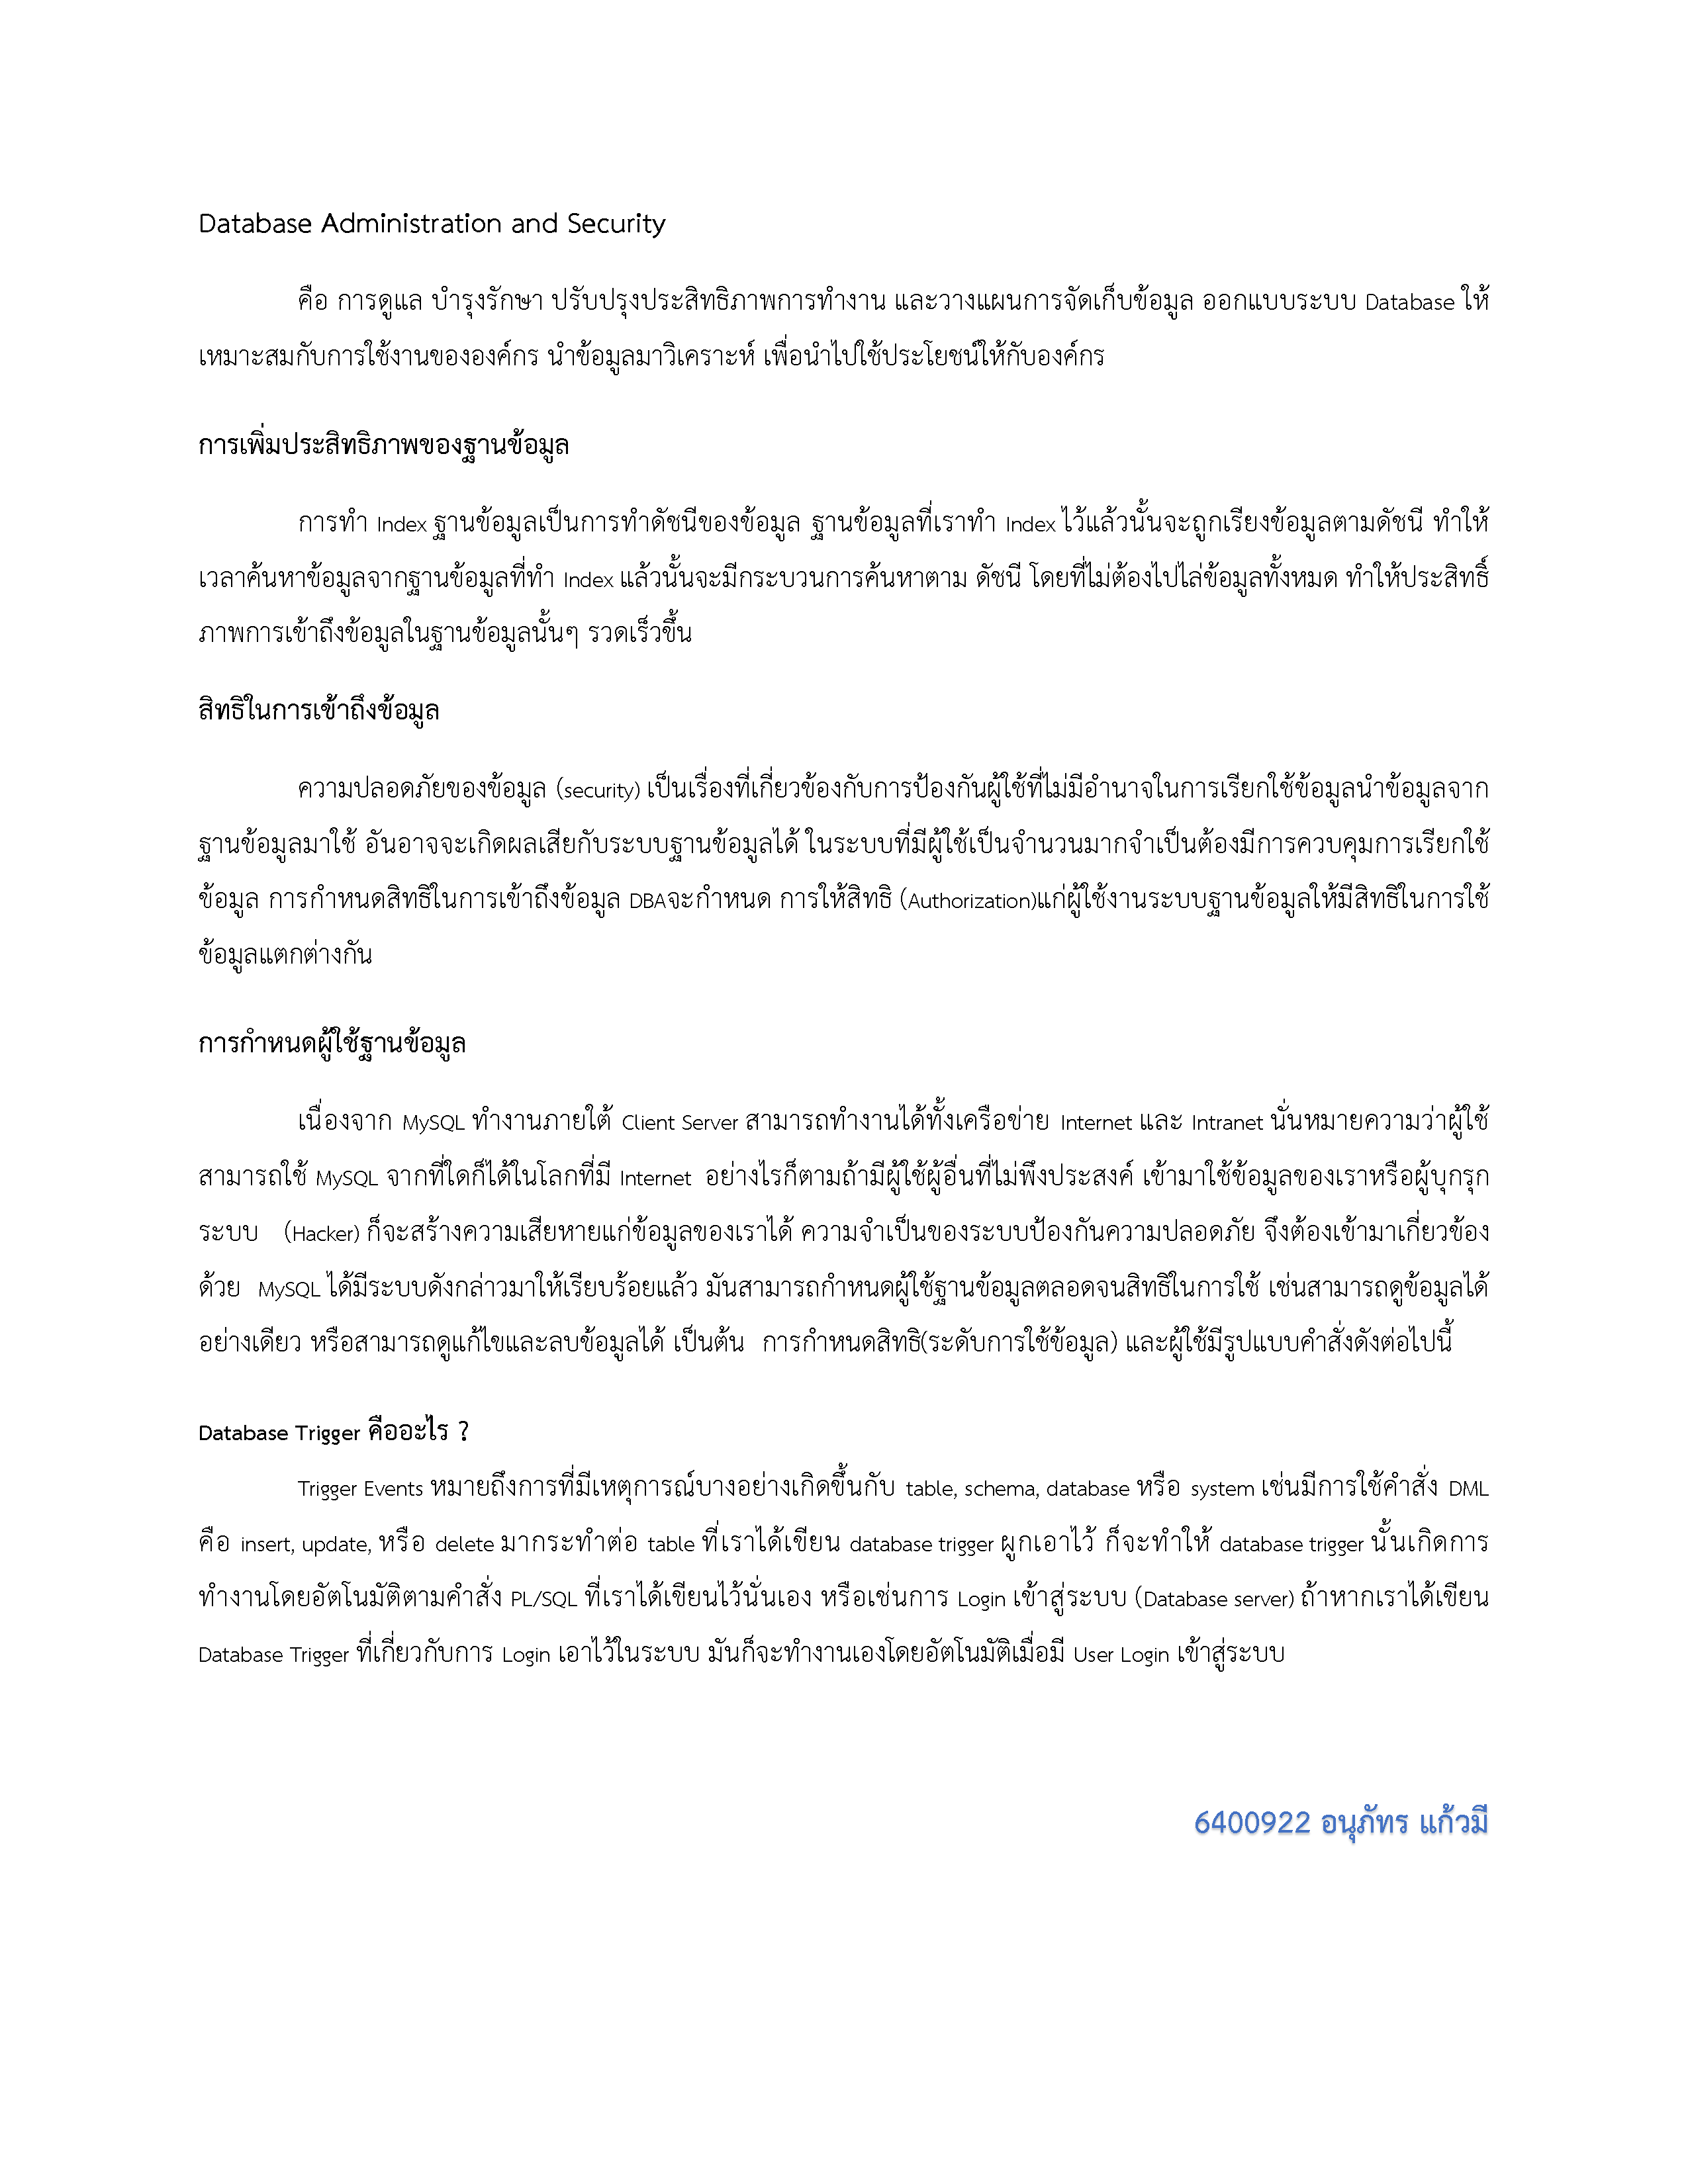 Database Administration and Security
คือ การดูแล บำรุงรักษา ปรับปรุงประสิทธิภาพการทำงาน และวางแผนการจัดเก็บข้อมูล ออกแบบระบบ Database ให้
เหมาะสมกับการใช้งานขององค์กร นำข้อมูลมาวิเคราะห์ เพื่อนำไปใช้ประโยชน์ให้กับองค์กร
การเพิ่มประสิทธิภาพของฐานข้อมูล
การทำ Index ฐานข้อมูลเป็นการทำดัชนีของข้อมูล ฐานข้อมูลที่เราทำ Index ไว้แล้วนั้นจะถูกเรียงข้อมูลตามดัชนี ทำให้
เวลาค้นหาข้อมูลจากฐานข้อมูลที่ทำ Index แล้วนั้นจะมีกระบวนการค้นหาตาม ดัชนี โดยที่ไม่ต้องไปไล่ข้อมูลทั้งหมด ทำให้ประสิทธิ์
ภาพการเข้าถึงข้อมูลในฐานข้อมูลนั้นๆ รวดเร็วขึ้น
สิทธิในการเข้าถึงข้อมูล
ความปลอดภัยของข้อมูล (security) เป็นเรื่องที่เกี่ยวข้องกับการป้องกันผู้ใช้ที่ไม่มีอำนาจในการเรียกใช้ข้อมูลนำข้อมูลจาก
ฐานข้อมูลมาใช้ อันอาจจะเกิดผลเสียกับระบบฐานข้อมูลได้ ในระบบที่มีผู้ใช้เป็นจำนวนมากจำเป็นต้องมีการควบคุมการเรียกใช้
ข้อมูล การกำหนดสิทธิในการเข้าถึงข้อมูล DBAจะกำหนด การให้สิทธิ (Authorization)แก่ผู้ใช้งานระบบฐานข้อมูลให้มีสิทธิในการใช้
ข้อมูลแตกต่างกัน
การกำหนดผู้ใช้ฐานข้อมูล
เนื่องจาก MySQL ทำงานภายใต้ Client Server สามารถทำงานได้ทั้งเครือข่าย Internet และ Intranet นั่นหมายความว่าผู้ใช้
สามารถใช้ MySQL จากที่ใดก็ได้ในโลกที่มี Internet อย่างไรก็ตามถ้ามีผู้ใช้ผู้อื่นที่ไม่พึงประสงค์ เข้ามาใช้ข้อมูลของเราหรือผู้บุกรุก
ระบบ (Hacker) ก็จะสร้างความเสียหายแก่ข้อมูลของเราได้ ความจำเป็นของระบบป้องกันความปลอดภัย จึงต้องเข้ามาเกี่ยวข้อง
ด้วย MySQL ได้มีระบบดังกล่าวมาให้เรียบร้อยแล้ว มันสามารถกำหนดผู้ใช้ฐานข้อมูลตลอดจนสิทธิในการใช้ เช่นสามารถดูข้อมูลได้
อย่างเดียว หรือสามารถดูแก้ไขและลบข้อมูลได้ เป็นต้น การกำหนดสิทธิ(ระดับการใช้ข้อมูล) และผู้ใช้มีรูปแบบคำสั่งดังต่อไปนี้
Database Trigger คืออะไร ?
Trigger Events หมายถึงการที่มีเหตุการณ์บางอย่างเกิดขึ้นกับ table, schema, database หรือ system เช่นมีการใช้คำสั่ง DML
คือ insert, update, หรือ delete มากระทำต่อ table ที่เราได้เขียน database trigger ผูกเอาไว้ ก็จะทำให้ database trigger นั้นเกิดการ
ทำงานโดยอัตโนมัติตามคำสั่ง PL/SQL ที่เราได้เขียนไว้นั่นเอง หรือเช่นการ Login เข้าสู่ระบบ (Database server) ถ้าหากเราได้เขียน
Database Trigger ที่เกี่ยวกับการ Login เอาไว้ในระบบ มันก็จะทำงานเองโดยอัตโนมัติเมื่อมี User Login เข้าสู่ระบบ
6400922 อนุภัทร แก้วมี